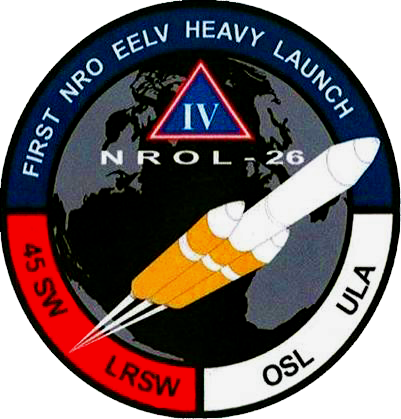 FIRST NRO EELV HEAVY LAUNCH
IV
NROL-26
45 SW
LRSW
OSL
ULA